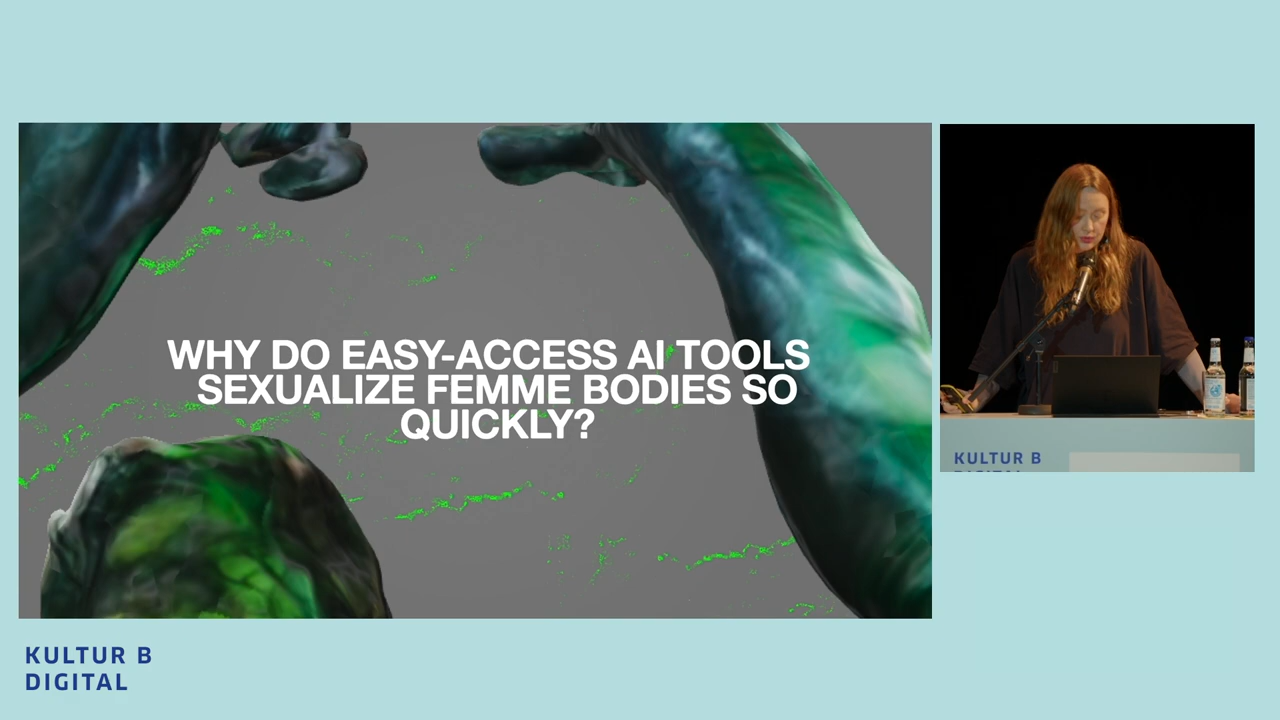 WHY DO EASY-ACCESS AI TOOLS
SEXUALIZE FEMME BODIES SO
QUICKLY?
KULTUR B
KULTUR B
DIGITAL